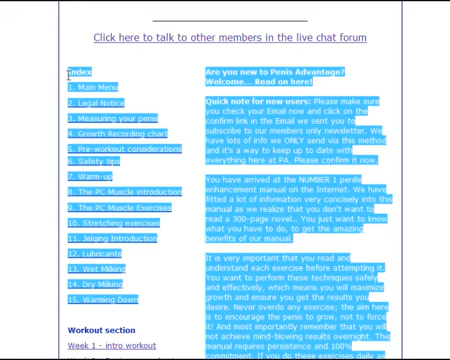 Click here to talk to other members in the live chat forum
Index
1. Main Menu
2. Legal Notice
3. Measuring your penis
4. Growth Recording chart
5. Pre-workout considerations
6. Safety tips
7. Warm-up
8. The PC Muscle introduction
9. The PC Muscle Exercises
10. Stretching exercises
11. Jelqing Introduction
12. Lubricants
13. Wet Milking
14. Dry Milking
15. Warming Down
Workout section
Week 1 - intro workout
Are you new to Penis Advantage?
Welcome... Read on here!
Quick note for new users: Please make sure
you check your Email now and click on the
confirm link in the Email we sent you to
subscribe to our members only newsletter. We
have lots of info we ONLY send via this method
and it's a way to keep up to date with
everything here at PA. Please confirm it now.
You have arrived at the NUMBER 1 penile
enhancement manual on the Internet. We have
fitted a lot of information very concisely into this
manual as we realize that you don't want to
read a 300-page novel... You just want to know
what you have to do, to get the amazing
benefits of our manual.
It is very important that you read and
understand each exercise before attempting it.
You want to perform these techniques safely
and effectively, which means you will maximize
growth and ensure you get the results you
desire. Never overdo any exercise; the aim here
is to encourage the penis to grow, not to force
it! And most importantly remember that you will
not achieve mind-blowing results overnight. This
manual requires persistence and 100%
commitment. If you do these exercises daily as